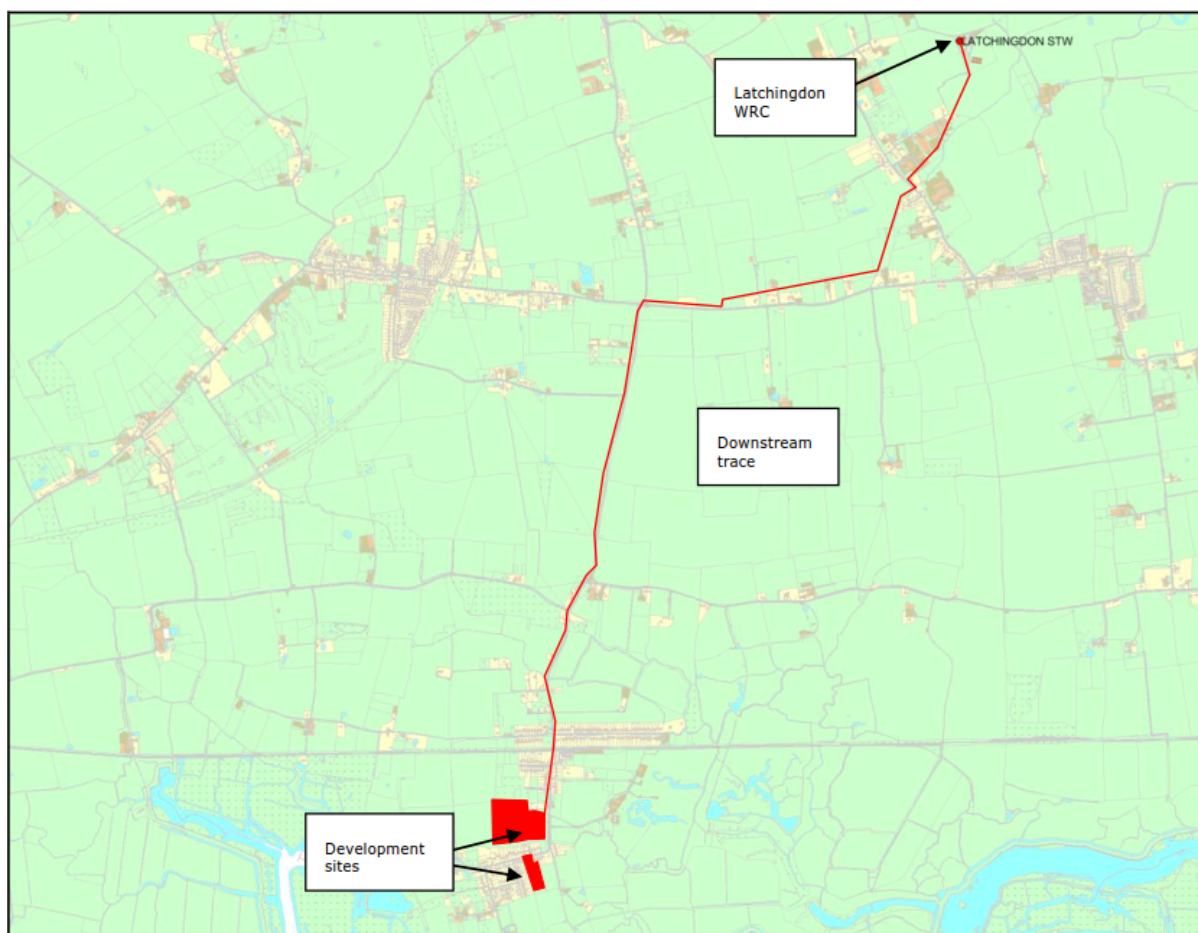 LATCHINGDON STW
Latchingdon
WRC
Downstream
trace
Development
sites